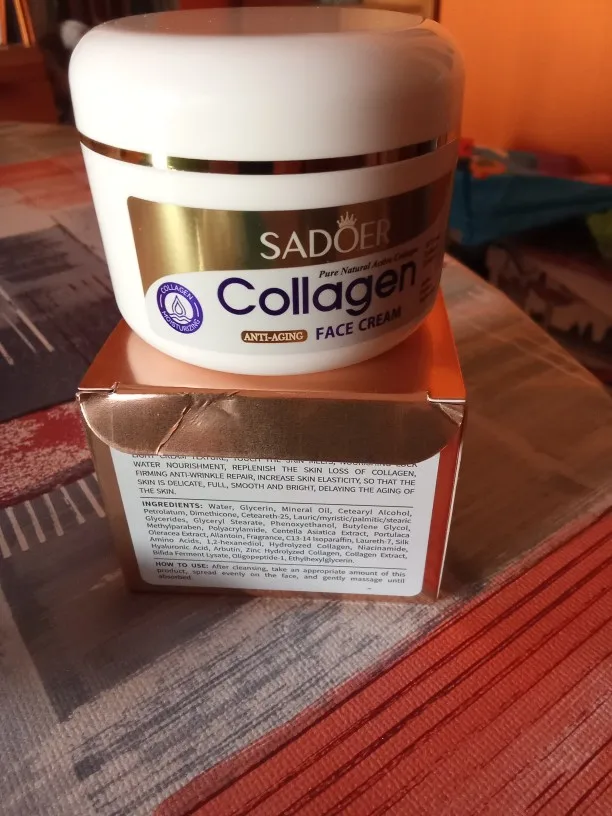 SADOER
Pure Natural Active
Collagen
COLLAGEN
MOISTURIZING
ANTI-AGING FACE CREAM
LIGHT CREAM TEXTURE, TOUCH THE SKIN MELTS, NOURISHING LOCK
WATER NOURISHMENT, REPLENISH THE SKIN LOSS OF COLLAGEN,
FIRMING ANTI-WRINKLE REPAIR, INCREASE SKIN ELASTICITY, SO THAT THE
SKIN IS DELICATE, FULL, SMOOTH AND BRIGHT, DELAYING THE AGING OF
THE SKIN.
INGREDIENTS: Water, Glycerin, Mineral Oil, Cetearyl Alcohol,
Petrolatum, Dimethicone, Ceteareth-25, Lauric/myristic/palmitic/stearic
Glycerides, Glyceryl Stearate, Phenoxyethanol, Butylene Glycol,
Methylparaben, Polyacrylamide, Centella Asiatica Extract, Portulaca
Oleracea Extract, Allantoin, Fragrance, C13-14 Isoparaffin, Laureth-7, Silk
Amino Acids, 1,2-hexanediol, Hydrolyzed Collagen, Niacinamide,
Hyaluronic Acid, Arbutin, Zinc Hydrolyzed Collagen, Collagen Extract,
Bifida Ferment Lysate, Oligopeptide-1, Ethylhexylglycerin.
HOW TO USE: After cleansing, take an appropriate amount of this
product, spread evenly on the face, and gently massage until
absorbed.